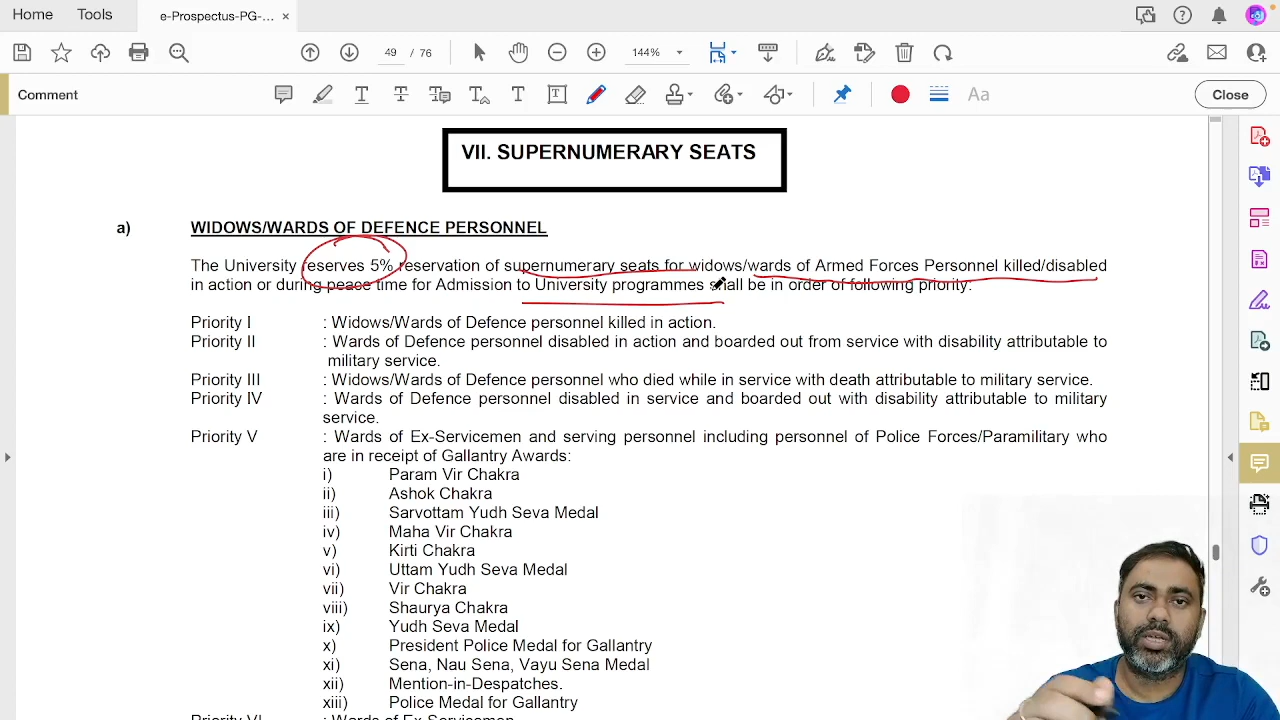 Home Tools e-Prospectus-PG-... ×
49 / 76 144%
Comment Aa Close
VII. SUPERNUMERARY SEATS
a) WIDOWS/WARDS OF DEFENCE PERSONNEL
The University reserves 5% reservation of supernumerary seats for widows/wards of Armed Forces Personnel killed/disabled
in action or during peace time for Admission to University programmes shall be in order of following priority:
Priority I : Widows/Wards of Defence personnel killed in action.
Priority II : Wards of Defence personnel disabled in action and boarded out from service with disability attributable to
military service.
Priority III : Widows/Wards of Defence personnel who died while in service with death attributable to military service.
Priority IV : Wards of Defence personnel disabled in service and boarded out with disability attributable to military
service.
Priority V : Wards of Ex-Servicemen and serving personnel including personnel of Police Forces/Paramilitary who
are in receipt of Gallantry Awards:
i) Param Vir Chakra
ii) Ashok Chakra
iii) Sarvottam Yudh Seva Medal
iv) Maha Vir Chakra
v) Kirti Chakra
vi) Uttam Yudh Seva Medal
vii) Vir Chakra
viii) Shaurya Chakra
ix) Yudh Seva Medal
x) President Police Medal for Gallantry
xi) Sena, Nau Sena, Vayu Sena Medal
xii) Mention-in-Despatches.
xiii) Police Medal for Gallantry
Priority VI : Wards of Ex-Servicemen